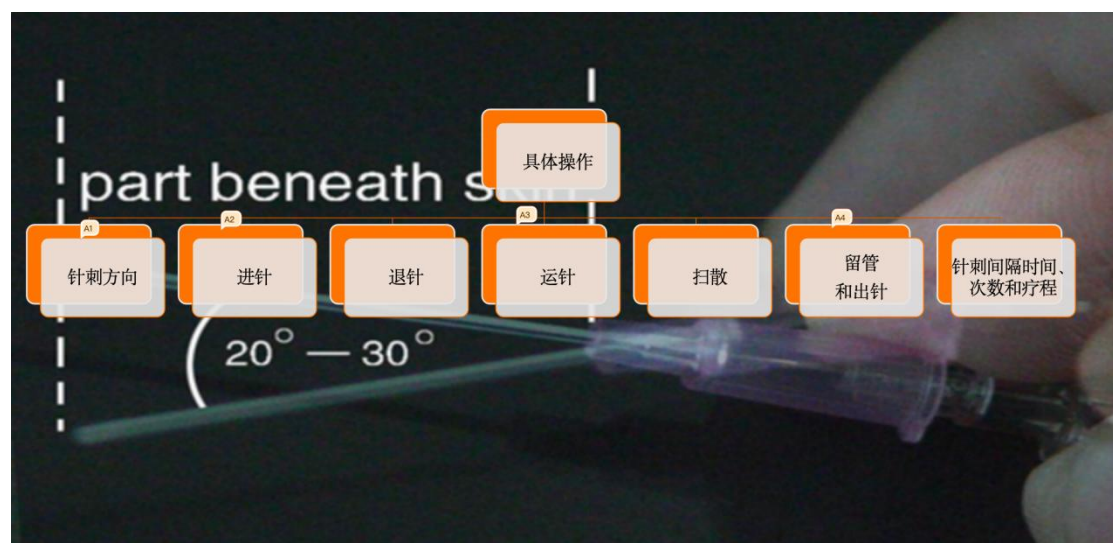 具体操作
part beneath skin
A1
A2
A3
A4
针刺方向
进针
退针
运针
扫散
留管
和出针
针刺间隔时间、
次数和疗程
20° — 30°